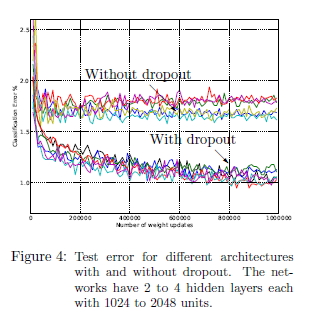 2.5
Without dropout
2.0
Classification Error %
1.5
With dropout
1.0
0 200000 400000 600000 800000 1000000
Number of weight updates
Figure 4: Test error for different architectures
with and without dropout. The net-
works have 2 to 4 hidden layers each
with 1024 to 2048 units.